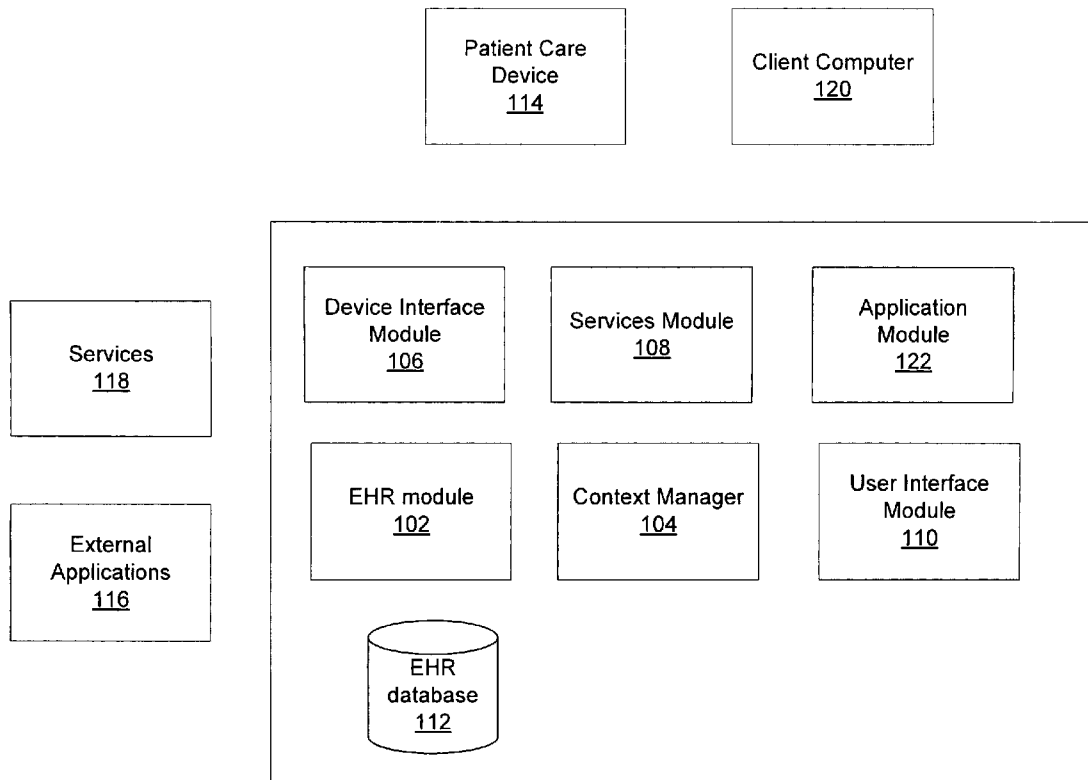 Patient Care
Device
114
Client Computer
120
Device Interface
Module
106
Services Module
108
Application
Module
122
Services
118
EHR module
102
Context Manager
104
User Interface
Module
110
External
Applications
116
EHR
database
112